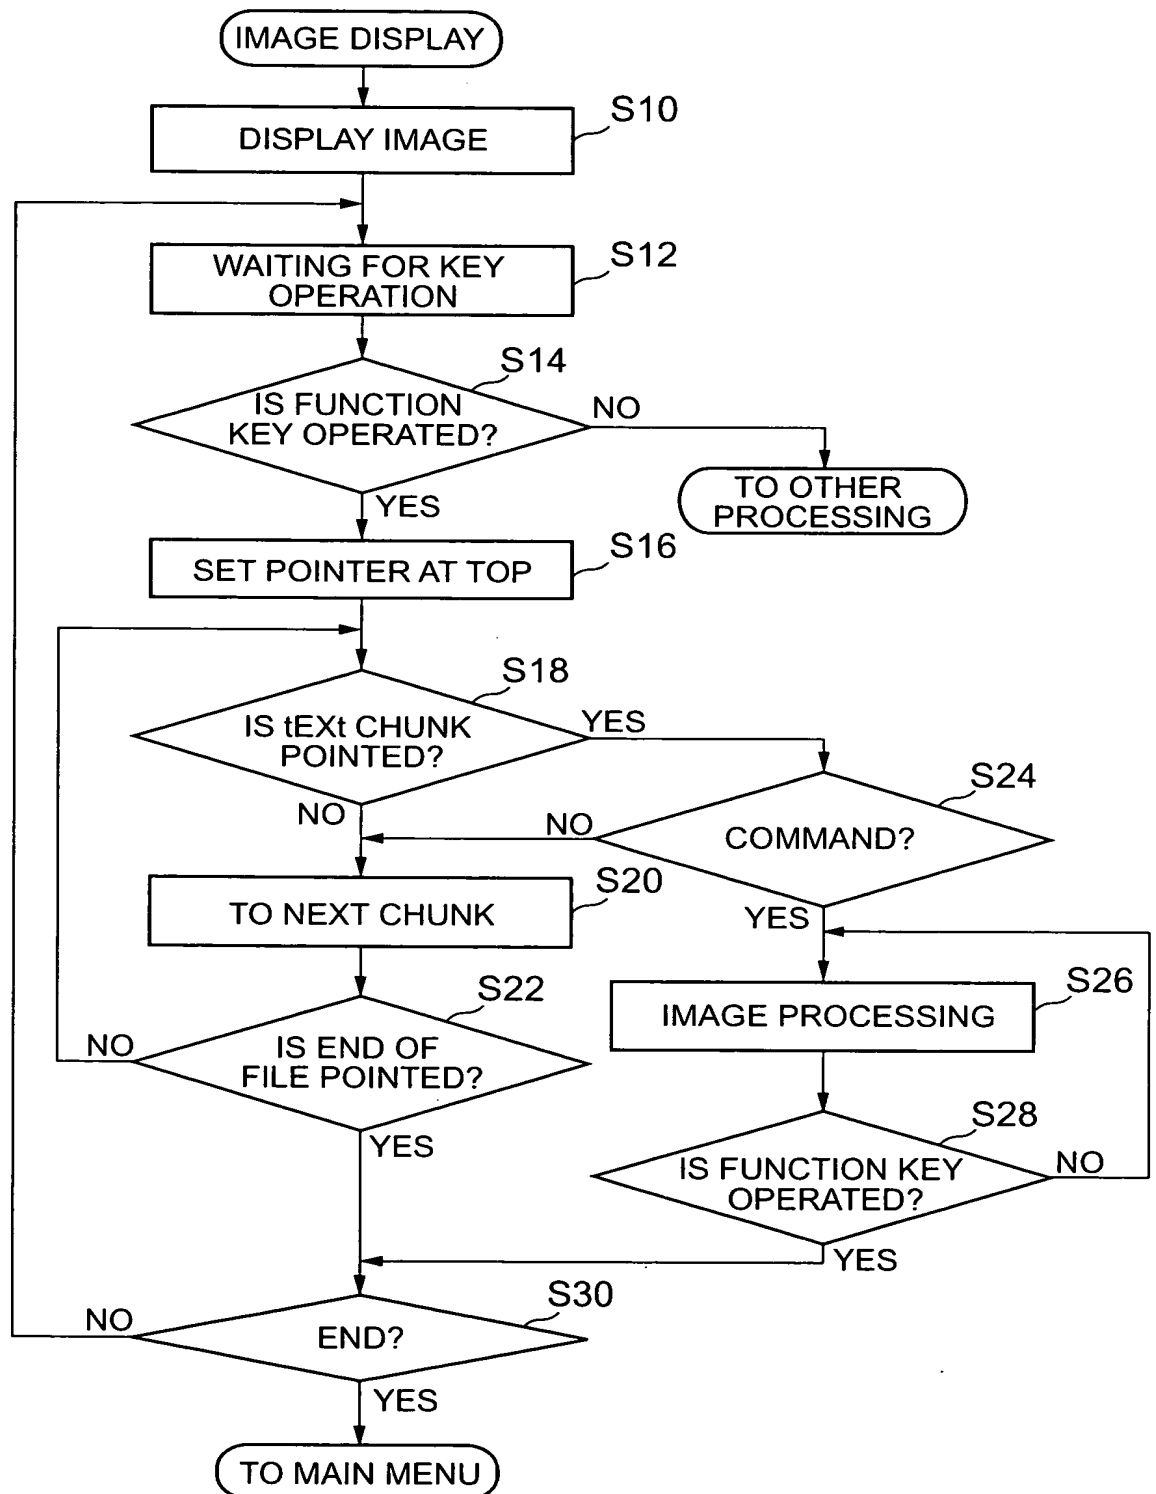 IMAGE DISPLAY
S10
DISPLAY IMAGE
S12
WAITING FOR KEY
OPERATION
S14
IS FUNCTION
KEY OPERATED?
NO
TO OTHER
PROCESSING
YES
S16
SET POINTER AT TOP
S18
IS tEXt CHUNK
POINTED?
YES
NO
S24
COMMAND?
NO
YES
S20
TO NEXT CHUNK
S22
IS END OF
FILE POINTED?
NO
YES
S26
IMAGE PROCESSING
S28
IS FUNCTION KEY
OPERATED?
NO
YES
S30
END?
NO
YES
TO MAIN MENU